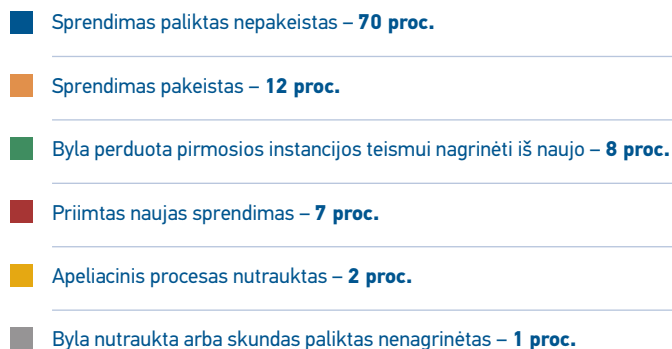 Sprendimas paliktas nepakeistas – 70 proc.
Sprendimas pakeistas – 12 proc.
Byla perduota pirmosios instancijos teismui nagrinėti iš naujo – 8 proc.
Priimtas naujas sprendimas – 7 proc.
Apeliacinis procesas nutrauktas – 2 proc.
Byla nutraukta arba skundas paliktas nenagrinėtas – 1 proc.